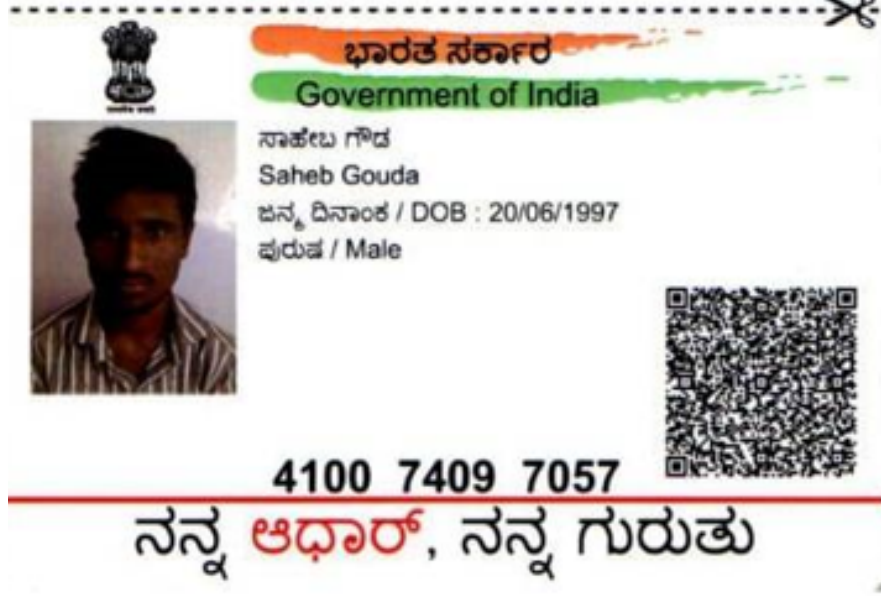 ಭಾರತ ಸರ್ಕಾರ
Government of India
ಸಾಹೇಬ ಗೌಡ
Saheb Gouda
ಜನ್ಮ ದಿನಾಂಕ / DOB : 20/06/1997
ಪುರುಷ / Male
4100 7409 7057
ನನ್ನ ಆಧಾರ್, ನನ್ನ ಗುರುತು